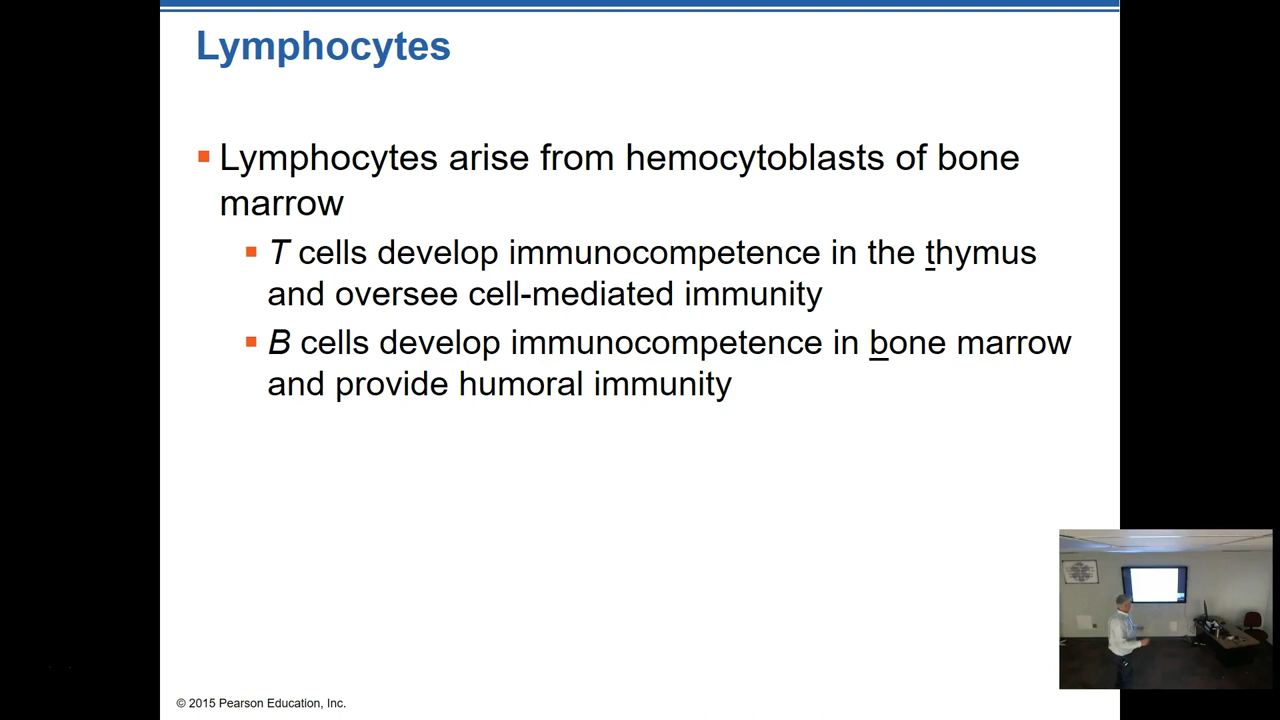 Lymphocytes
Lymphocytes arise from hemocytoblasts of bone
marrow
T cells develop immunocompetence in the thymus
and oversee cell-mediated immunity
B cells develop immunocompetence in bone marrow
and provide humoral immunity
© 2015 Pearson Education, Inc.